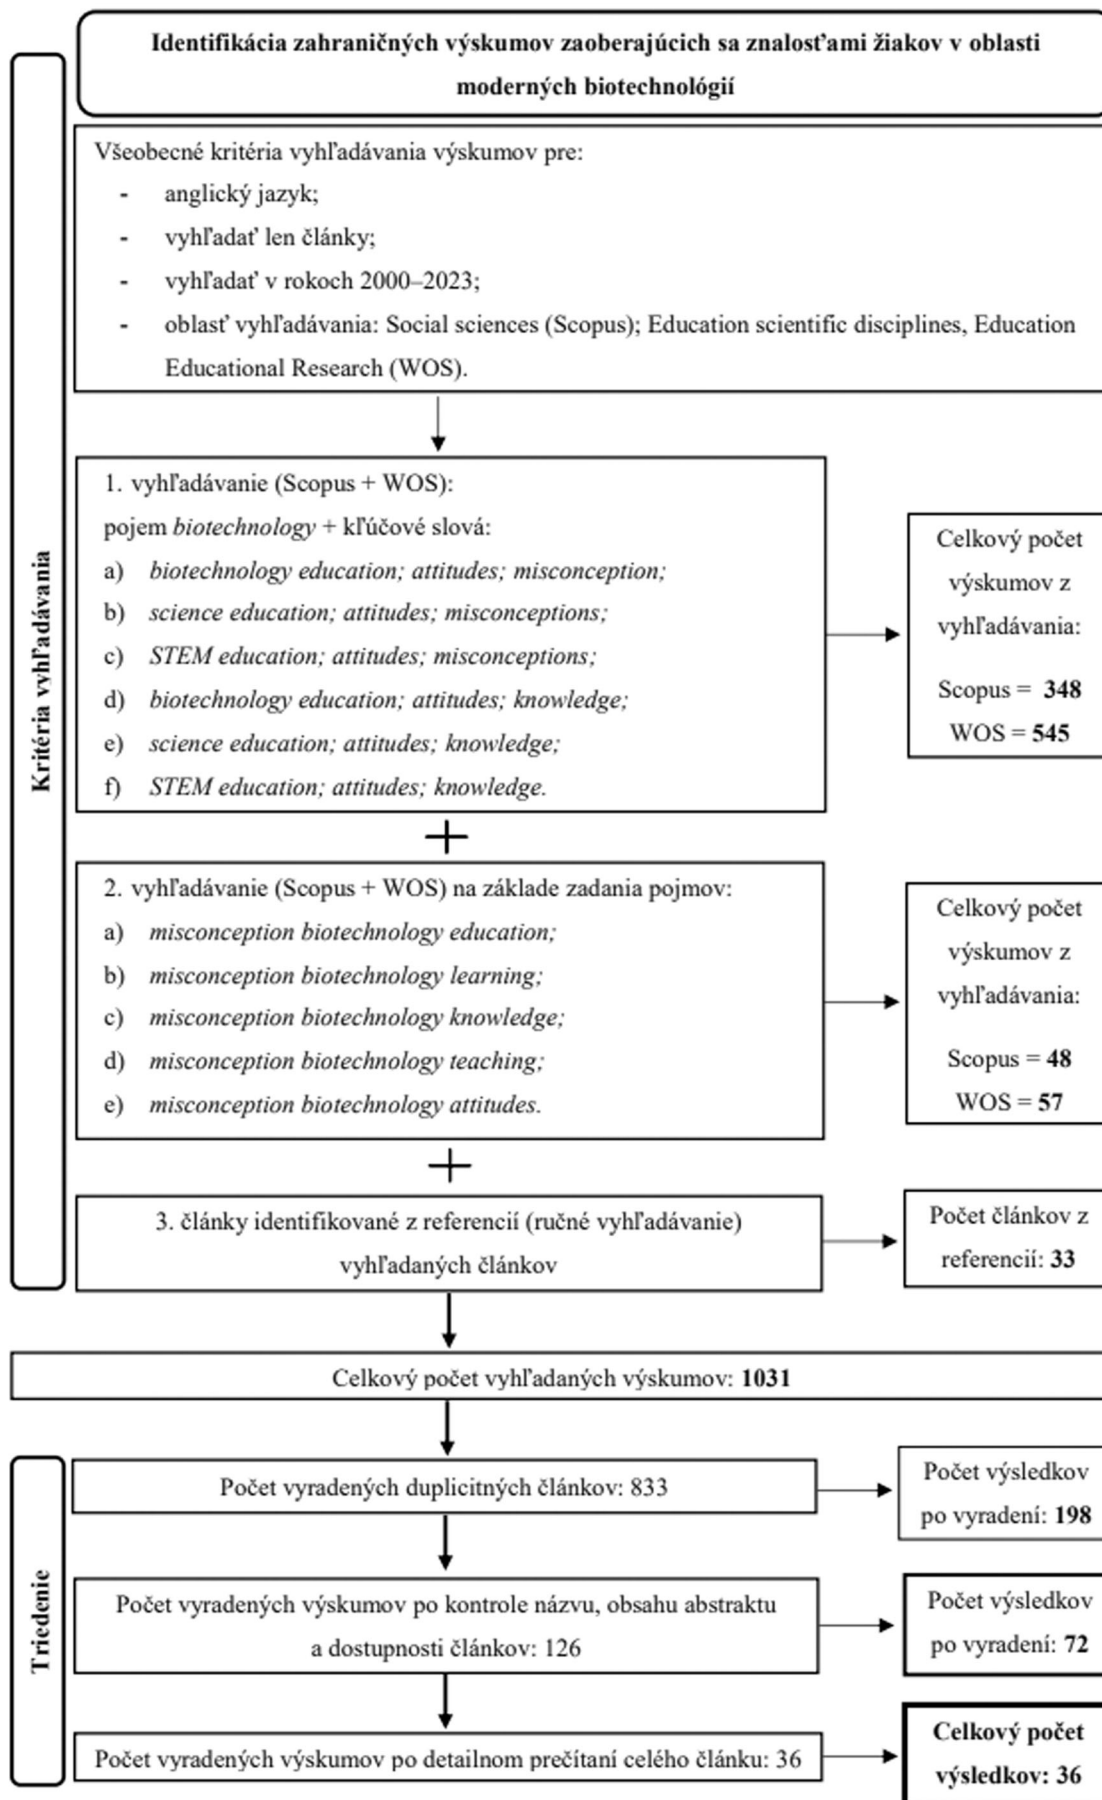 Identifikácia zahraničných výskumov zaoberajúcich sa znalosťami žiakov v oblasti
moderných biotechnológií
Kritéria vyhľadávania
Všeobecné kritéria vyhľadávania výskumov pre:
- anglický jazyk;
- vyhľadať len články;
- vyhľadať v rokoch 2000–2023;
- oblasť vyhľadávania: Social sciences (Scopus); Education scientific disciplines, Education
Educational Research (WOS).
1. vyhľadávanie (Scopus + WOS):
pojem biotechnology + kľúčové slová:
a) biotechnology education; attitudes; misconception;
b) science education; attitudes; misconceptions;
c) STEM education; attitudes; misconceptions;
d) biotechnology education; attitudes; knowledge;
e) science education; attitudes; knowledge;
f) STEM education; attitudes; knowledge.
Celkový počet
výskumov z
vyhľadávania:
Scopus = 348
WOS = 545
+
2. vyhľadávanie (Scopus + WOS) na základe zadania pojmov:
a) misconception biotechnology education;
b) misconception biotechnology learning;
c) misconception biotechnology knowledge;
d) misconception biotechnology teaching;
e) misconception biotechnology attitudes.
Celkový počet
výskumov z
vyhľadávania:
Scopus = 48
WOS = 57
+
3. články identifikované z referencií (ručné vyhľadávanie)
vyhľadaných článkov
Počet článkov z
referencií: 33
Celkový počet vyhľadaných výskumov: 1031
Triedenie
Počet vyradených duplicitných článkov: 833
Počet výsledkov
po vyradení: 198
Počet vyradených výskumov po kontrole názvu, obsahu abstraktu
a dostupnosti článkov: 126
Počet výsledkov
po vyradení: 72
Počet vyradených výskumov po detailnom prečítaní celého článku: 36
Celkový počet
výsledkov: 36